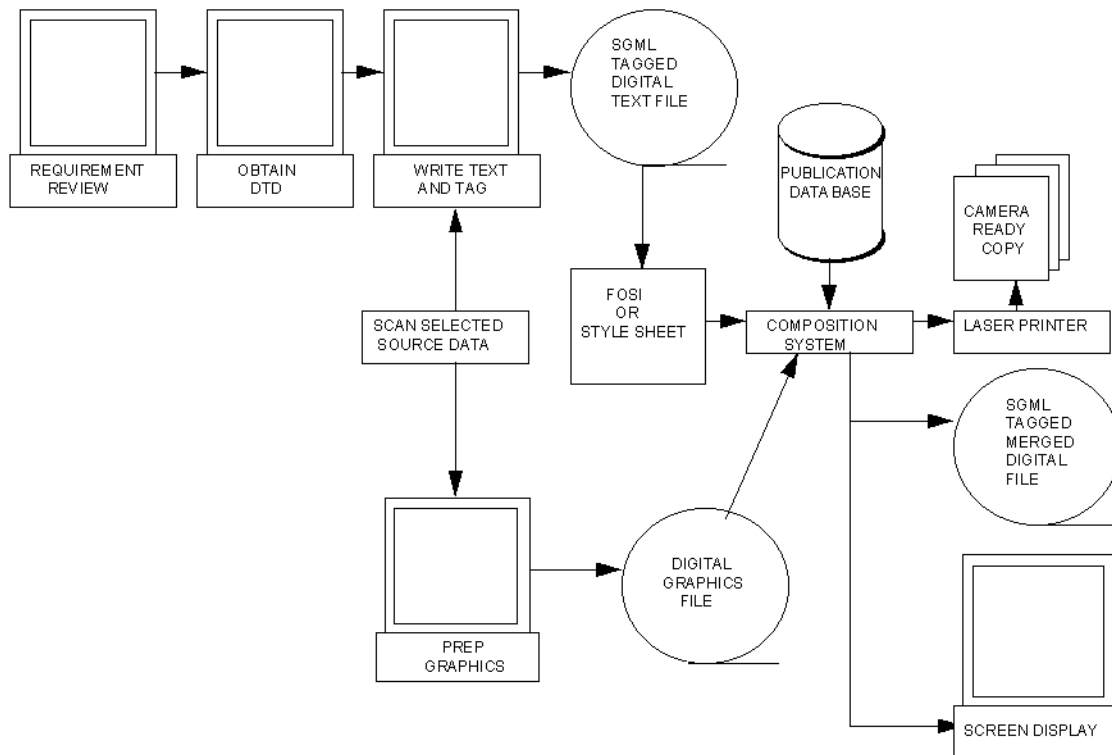 REQUIREMENT
REVIEW
OBTAIN
DTD
WRITE TEXT
AND TAG
SGML
TAGGED
DIGITAL
TEXT FILE
PUBLICATION
DATA BASE
CAMERA
READY
COPY
SCAN SELECTED
SOURCE DATA
FOSI
OR
STYLE SHEET
COMPOSITION
SYSTEM
LASER PRINTER
SGML
TAGGED
MERGED
DIGITAL
FILE
DIGITAL
GRAPHICS
FILE
PREP
GRAPHICS
SCREEN DISPLAY